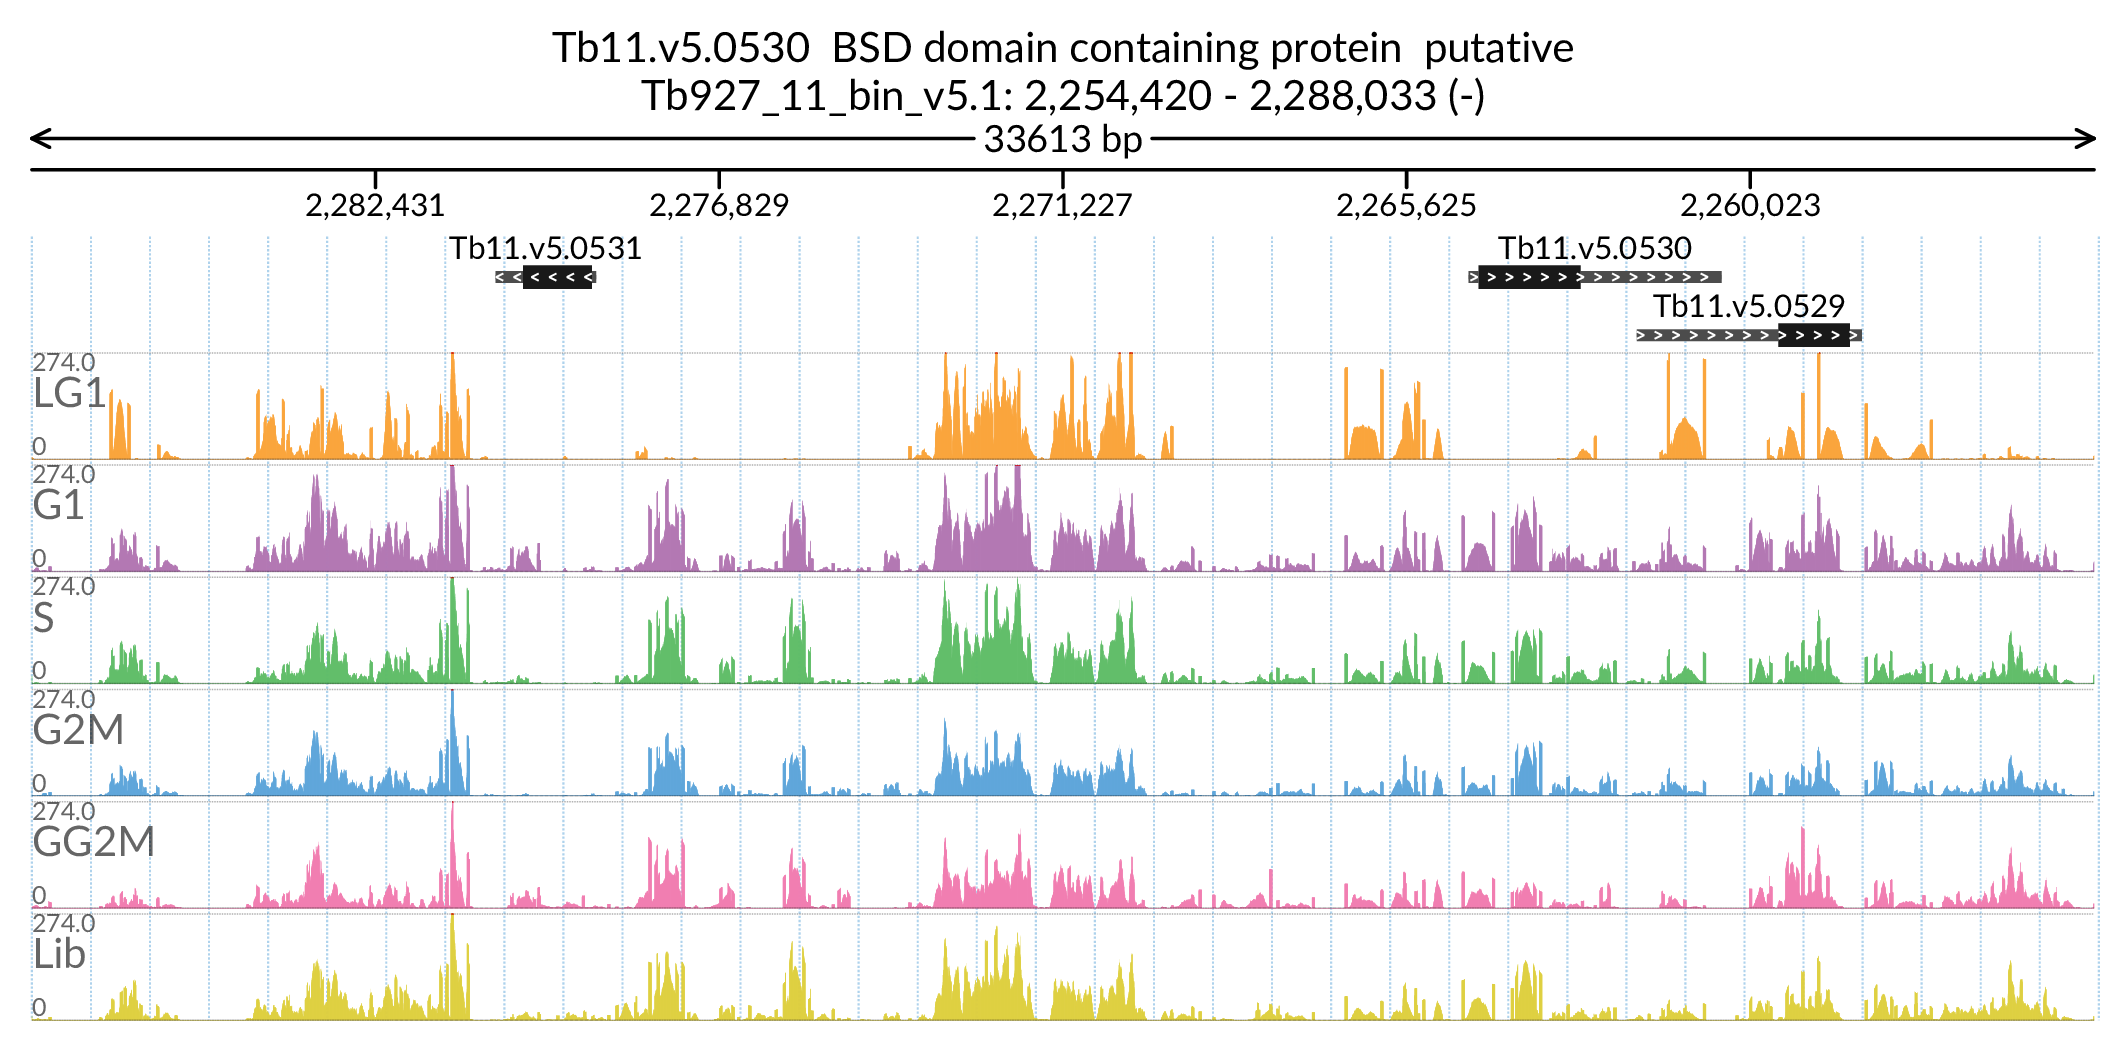 Tb11.v5.0530  BSD domain containing protein  putative
Tb927_11_bin_v5.1: 2,254,420 - 2,288,033 (-)
33613 bp
2,282,431 2,276,829 2,271,227 2,265,625 2,260,023
Tb11.v5.0531 Tb11.v5.0530
Tb11.v5.0529
274.0
LG1
0
274.0
G1
0
274.0
S
0
274.0
G2M
0
274.0
GG2M
0
274.0
Lib
0